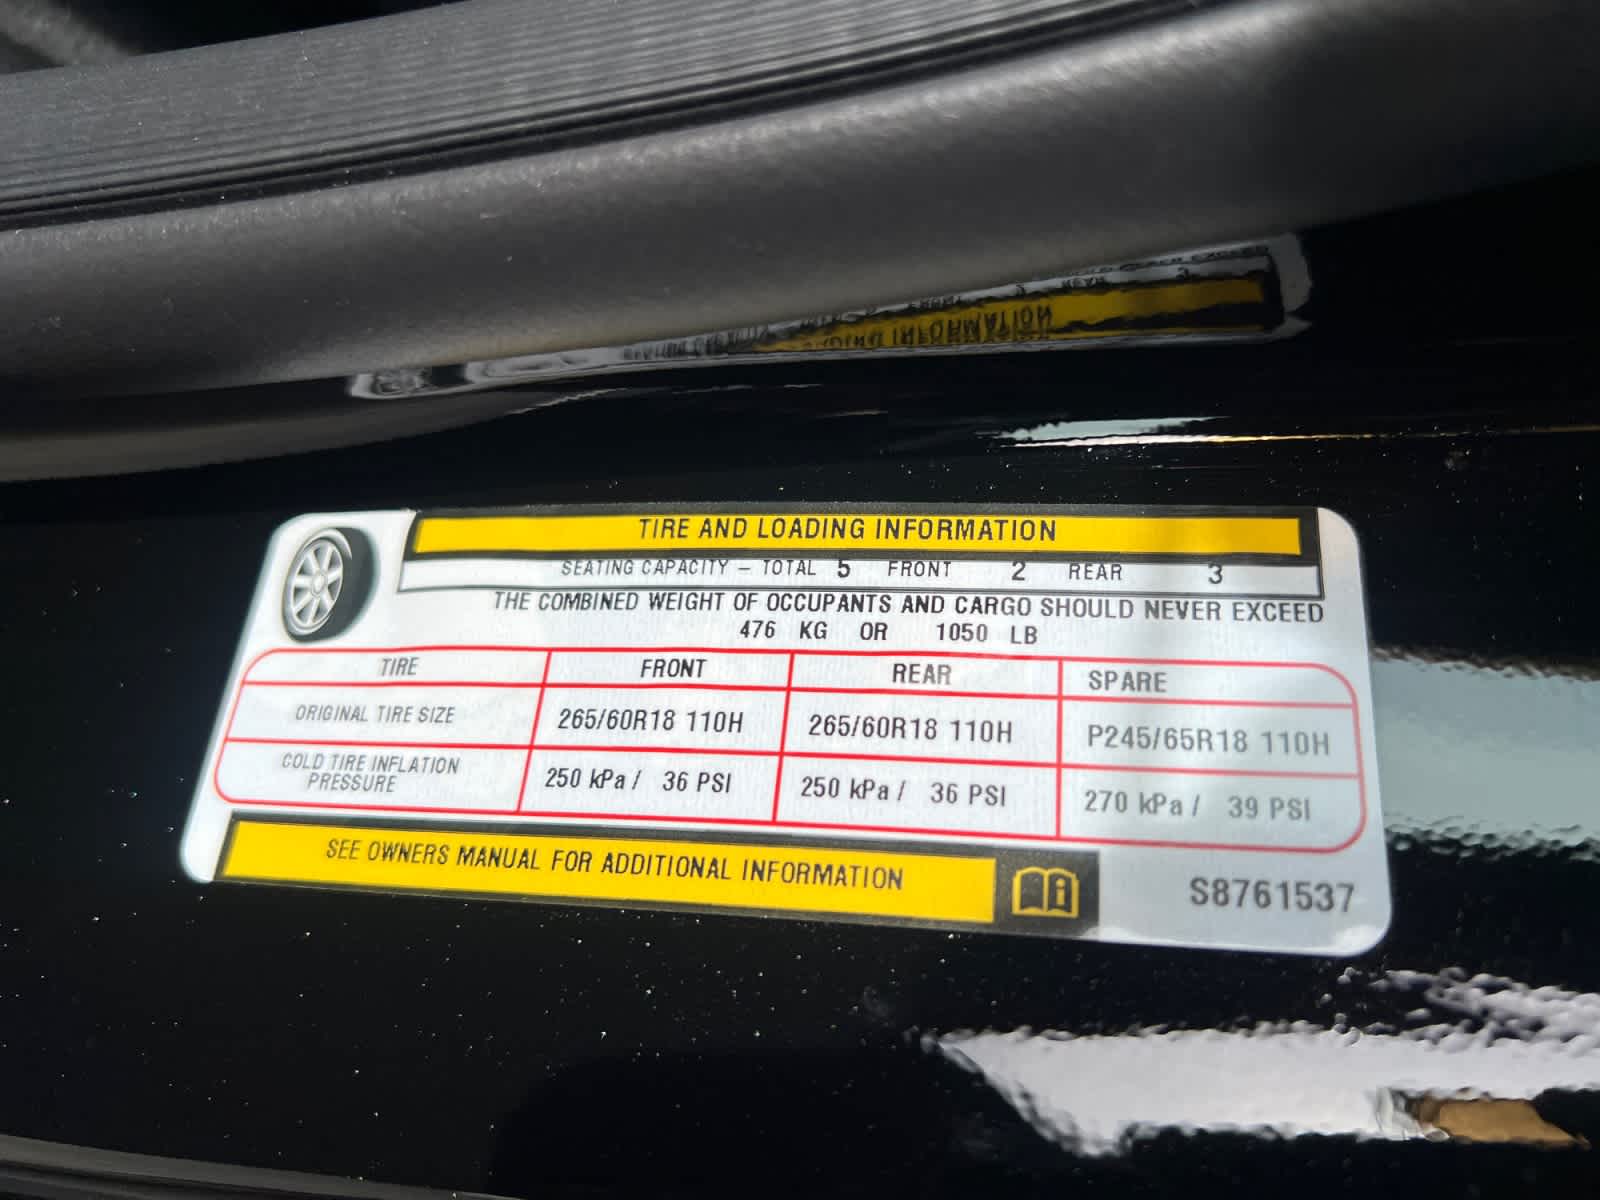 TIRE AND LOADING INFORMATION
SEATING CAPACITY – TOTAL 5 FRONT 2 REAR 3
THE COMBINED WEIGHT OF OCCUPANTS AND CARGO SHOULD NEVER EXCEED
476 KG OR 1050 LB
TIRE FRONT REAR SPARE
ORIGINAL TIRE SIZE 265/60R18 110H 265/60R18 110H P245/65R18 110H
COLD TIRE INFLATION
PRESSURE 250 kPa / 36 PSI 250 kPa / 36 PSI 270 kPa / 39 PSI
SEE OWNERS MANUAL FOR ADDITIONAL INFORMATION
S8761537